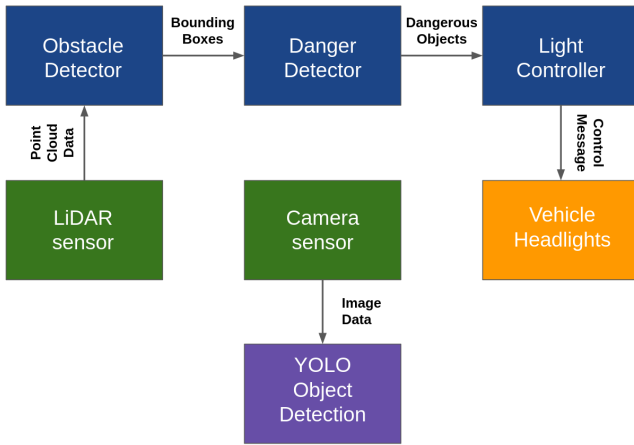 Obstacle
Detector
Bounding
Boxes
Danger
Detector
Dangerous
Objects
Light
Controller
Point
Cloud
Data
Control
Message
LiDAR
sensor
Camera
sensor
Vehicle
Headlights
Image
Data
YOLO
Object
Detection